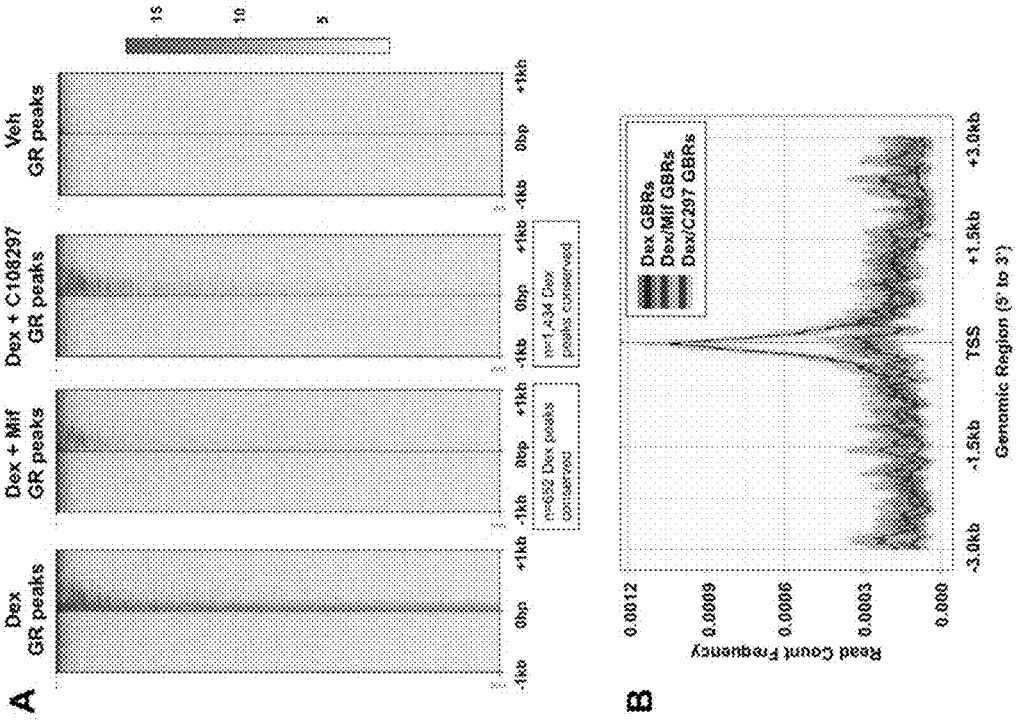 A
Dex
GR peaks
Dex + Mif
GR peaks
Dex + C108297
GR peaks
Veh
GR peaks
15
10
5
-1kb
0bp
+1kb
-1kb
0bp
+1kb
-1kb
0bp
+1kb
-1kb
0bp
+1kb
n=652 Dex peaks
conserved
n=1,434 Dex
peaks conserved
B
Read Count Frequency
0.0012
0.0009
0.0006
0.0003
0.000
Dex GBRs
Dex/Mif GBRs
Dex/C297 GBRs
-3.0kb
-1.5kb
TSS
+1.5kb
+3.0kb
Genomic Region (5' to 3')